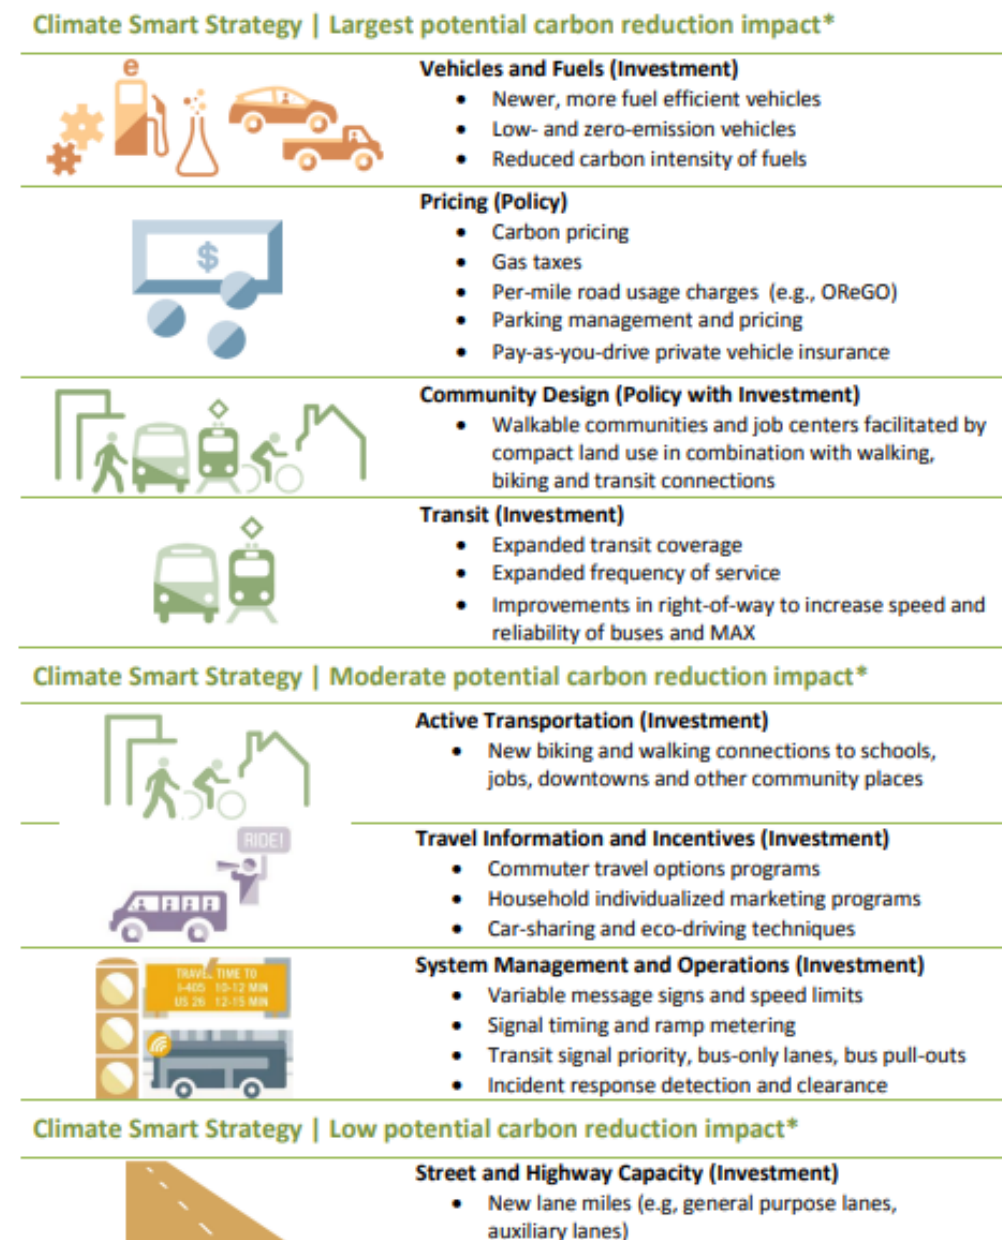 Climate Smart Strategy | Largest potential carbon reduction impact*
e
Vehicles and Fuels (Investment)
• Newer, more fuel efficient vehicles
• Low- and zero-emission vehicles
• Reduced carbon intensity of fuels
$
Pricing (Policy)
• Carbon pricing
• Gas taxes
• Per-mile road usage charges (e.g., OReGO)
• Parking management and pricing
• Pay-as-you-drive private vehicle insurance
Community Design (Policy with Investment)
• Walkable communities and job centers facilitated by
compact land use in combination with walking,
biking and transit connections
Transit (Investment)
• Expanded transit coverage
• Expanded frequency of service
• Improvements in right-of-way to increase speed and
reliability of buses and MAX
Climate Smart Strategy | Moderate potential carbon reduction impact*
Active Transportation (Investment)
• New biking and walking connections to schools,
jobs, downtowns and other community places
RIDE!
Travel Information and Incentives (Investment)
• Commuter travel options programs
• Household individualized marketing programs
• Car-sharing and eco-driving techniques
TRAVEL TIME TO
I-405 10-12 MIN
US 26 12-15 MIN
System Management and Operations (Investment)
• Variable message signs and speed limits
• Signal timing and ramp metering
• Transit signal priority, bus-only lanes, bus pull-outs
• Incident response detection and clearance
Climate Smart Strategy | Low potential carbon reduction impact*
Street and Highway Capacity (Investment)
• New lane miles (e.g, general purpose lanes,
auxiliary lanes)